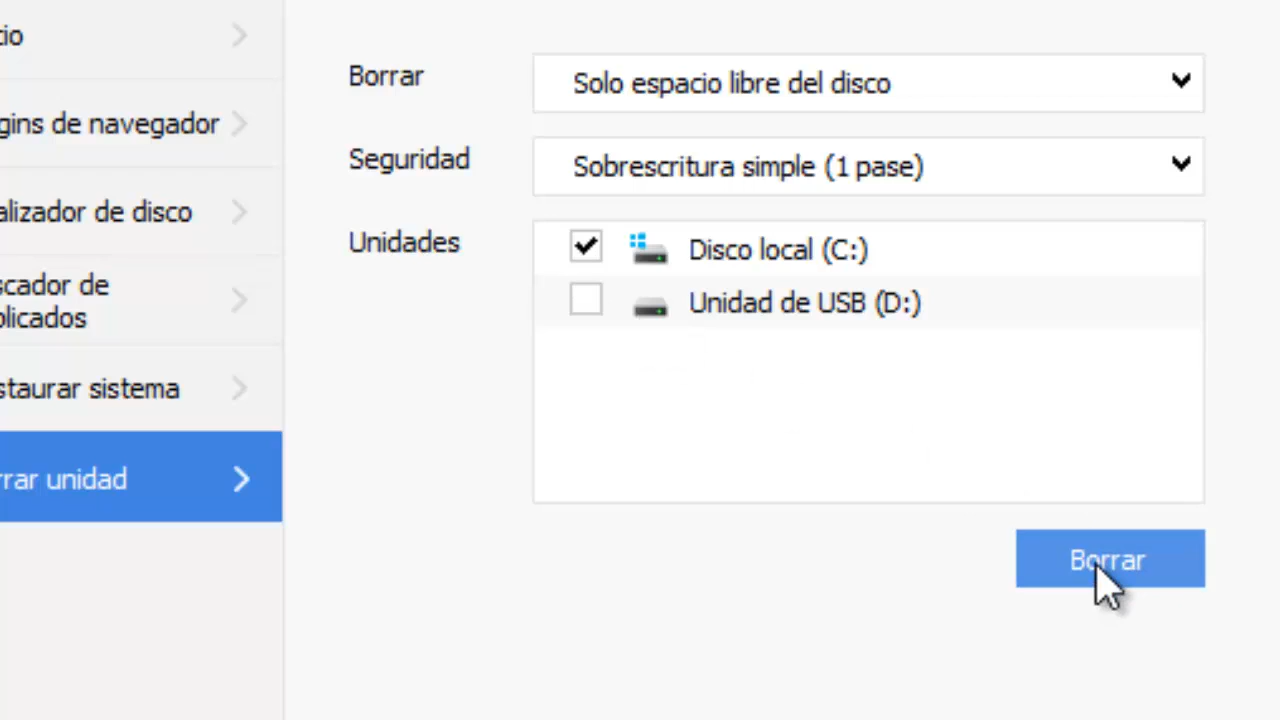 cio
gins de navegador
alizador de disco
scador de
plicados
staurar sistema
rrar unidad
Borrar
Solo espacio libre del disco
Seguridad
Sobrescritura simple (1 pase)
Unidades
Disco local (C:)
Unidad de USB (D:)
Borrar